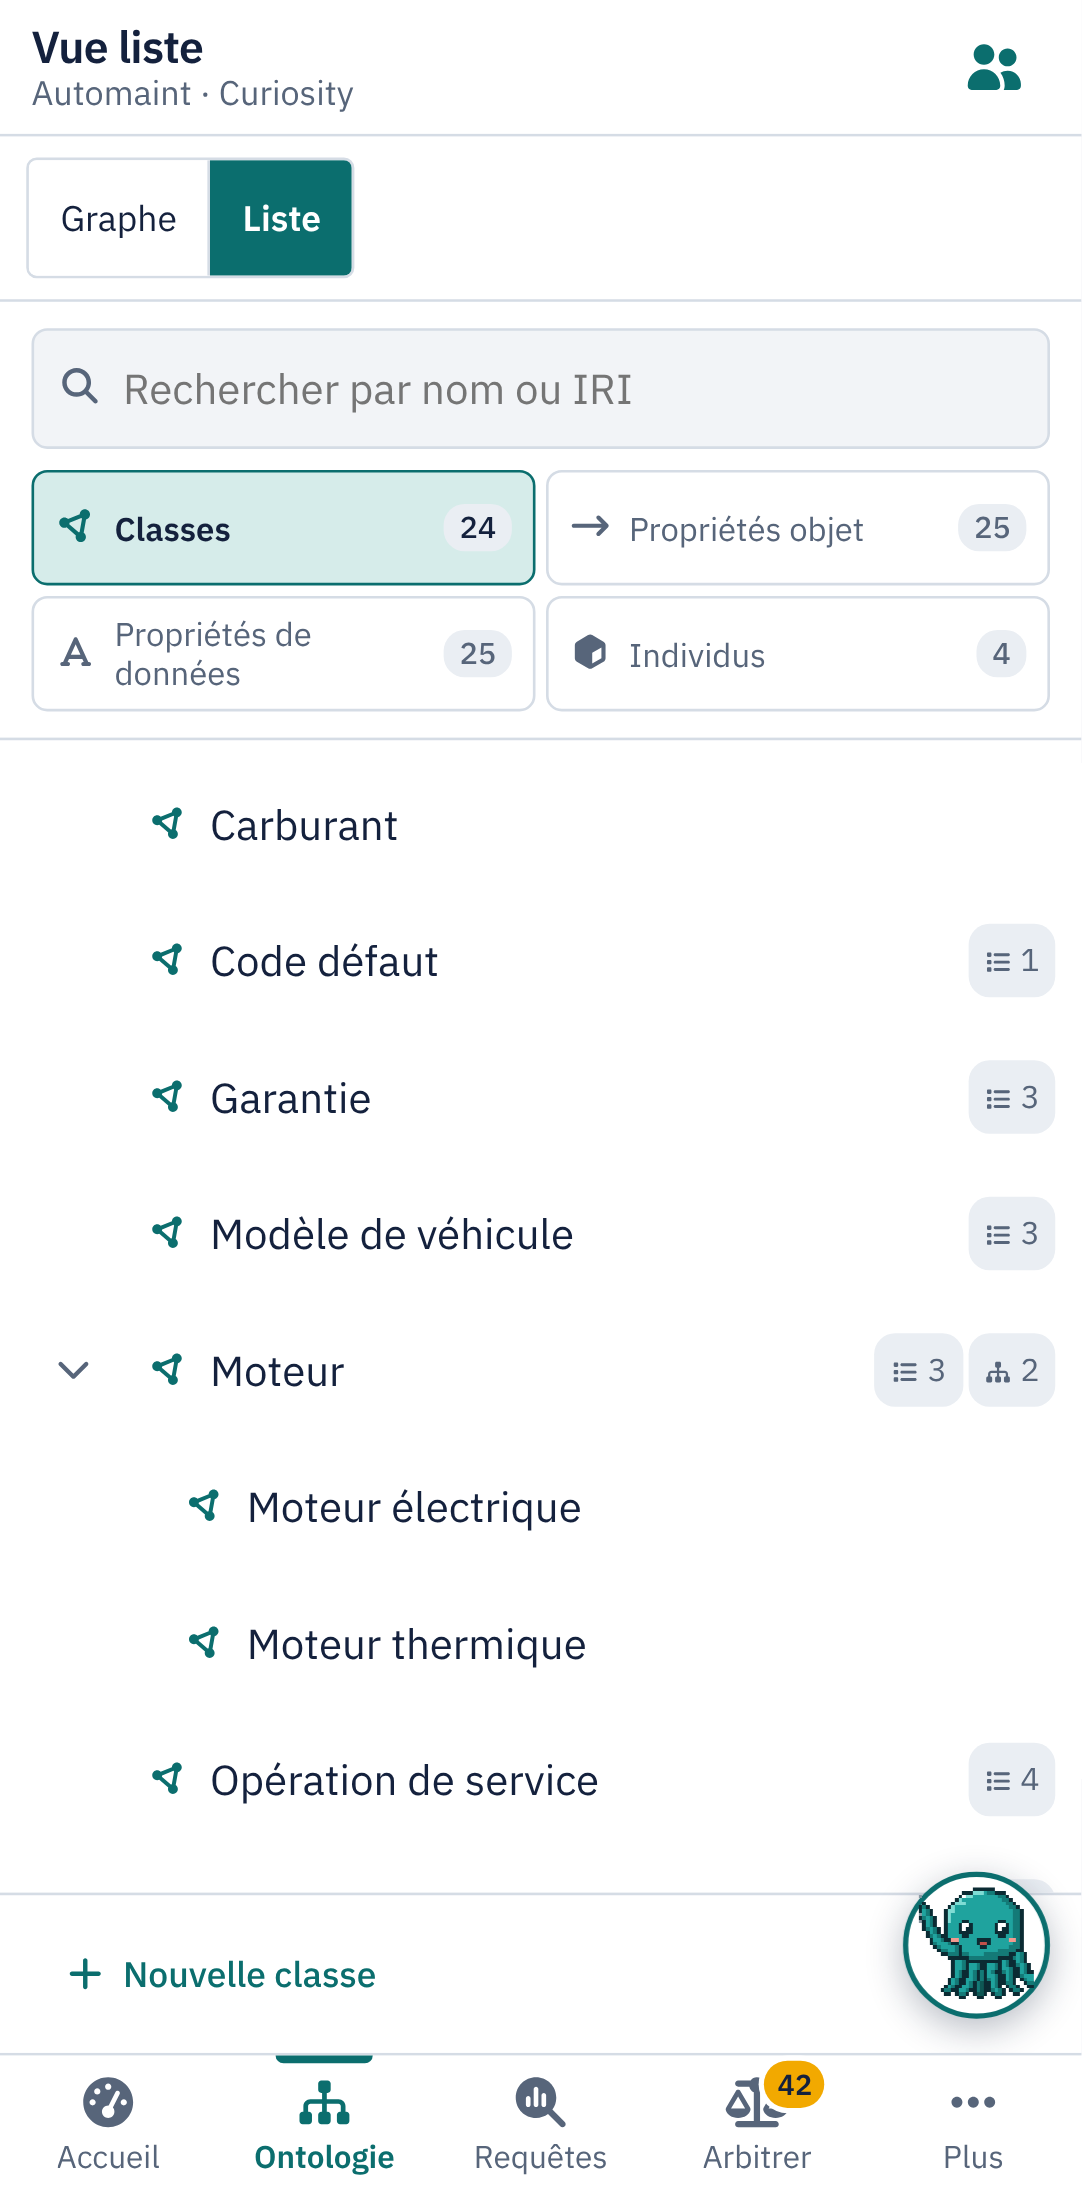 Vue liste
Automaint · Curiosity
Graphe
Liste
Rechercher par nom ou IRI
Classes
24
Propriétés objet
25
Propriétés de
données
25
Individus
4
Carburant
Code défaut
1
Garantie
3
Modèle de véhicule
3
Moteur
3
2
Moteur électrique
Moteur thermique
Opération de service
4
Nouvelle classe
42
Accueil
Ontologie
Requêtes
Arbitrer
Plus